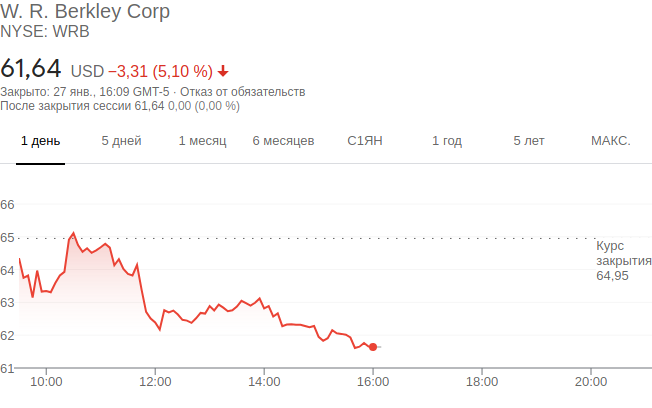 W. R. Berkley Corp
NYSE: WRB
61,64 USD −3,31 (5,10 %)
Закрыто: 27 янв., 16:09 GMT-5 · Отказ от обязательств
После закрытия сессии 61,64 0,00 (0,00 %)
1 день 5 дней 1 месяц 6 месяцев С1ЯН 1 год 5 лет МАКС.
66
65
Курс
закрытия
64,95
64
63
62
61
10:00 12:00 14:00 16:00 18:00 20:00